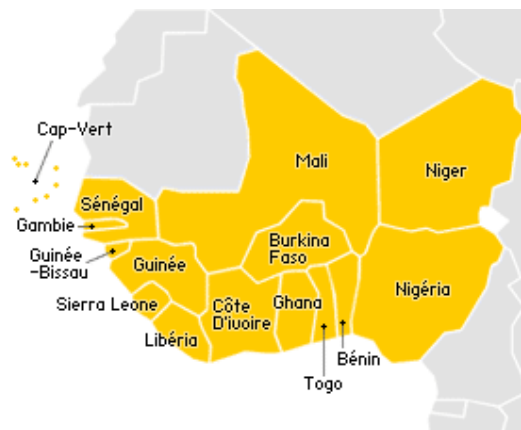 Cap-Vert
Mali
Niger
Sénégal
Gambie
Guinée
-Bissau
Guinée
Burkina
Faso
Nigéria
Sierra Leone
Côte
D'ivoire
Ghana
Libéria
Bénin
Togo